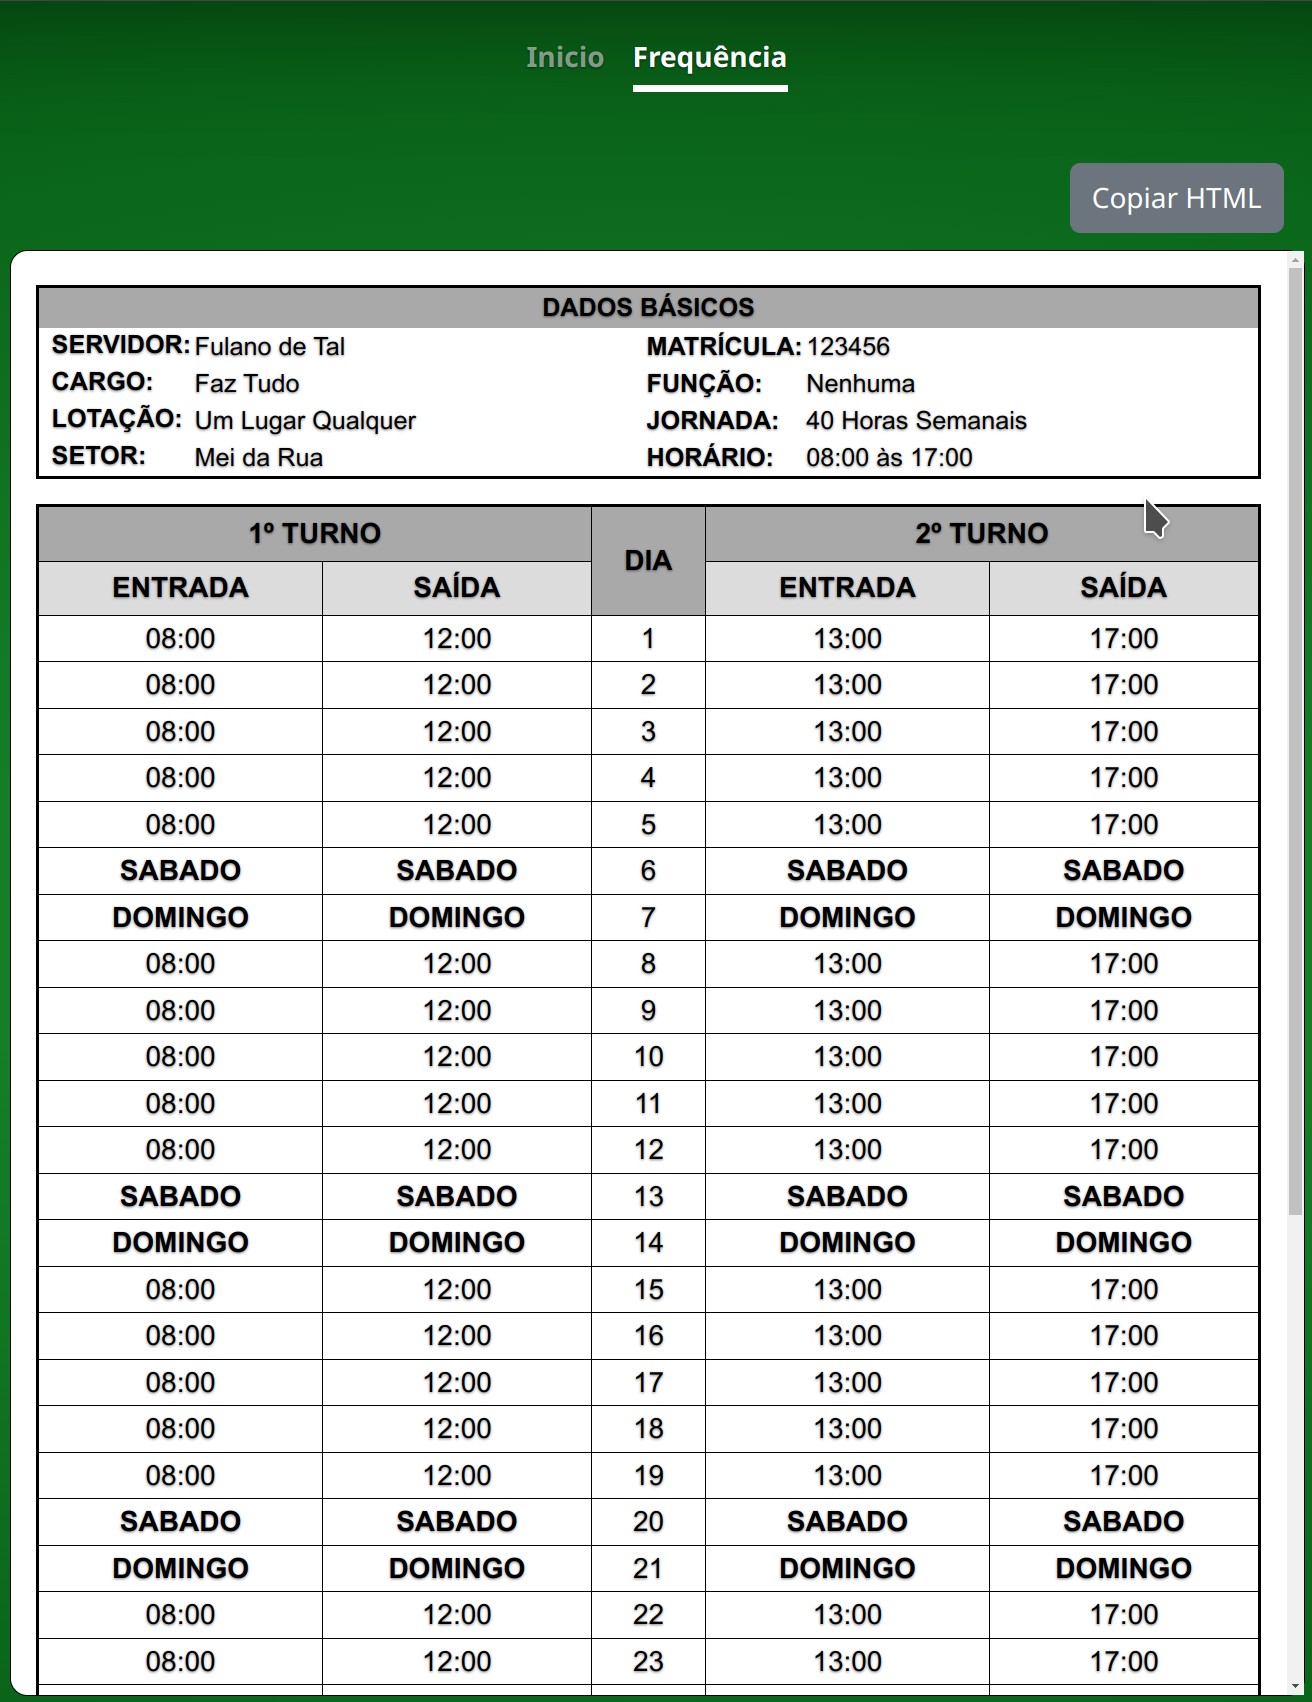 Inicio Frequência
Copiar HTML
DADOS BÁSICOS
SERVIDOR: Fulano de Tal MATRÍCULA: 123456
CARGO: Faz Tudo FUNÇÃO: Nenhuma
LOTAÇÃO: Um Lugar Qualquer JORNADA: 40 Horas Semanais
SETOR: Mei da Rua HORÁRIO: 08:00 às 17:00
1º TURNO DIA 2º TURNO
ENTRADA SAÍDA ENTRADA SAÍDA
08:00 12:00 1 13:00 17:00
08:00 12:00 2 13:00 17:00
08:00 12:00 3 13:00 17:00
08:00 12:00 4 13:00 17:00
08:00 12:00 5 13:00 17:00
SABADO SABADO 6 SABADO SABADO
DOMINGO DOMINGO 7 DOMINGO DOMINGO
08:00 12:00 8 13:00 17:00
08:00 12:00 9 13:00 17:00
08:00 12:00 10 13:00 17:00
08:00 12:00 11 13:00 17:00
08:00 12:00 12 13:00 17:00
SABADO SABADO 13 SABADO SABADO
DOMINGO DOMINGO 14 DOMINGO DOMINGO
08:00 12:00 15 13:00 17:00
08:00 12:00 16 13:00 17:00
08:00 12:00 17 13:00 17:00
08:00 12:00 18 13:00 17:00
08:00 12:00 19 13:00 17:00
SABADO SABADO 20 SABADO SABADO
DOMINGO DOMINGO 21 DOMINGO DOMINGO
08:00 12:00 22 13:00 17:00
08:00 12:00 23 13:00 17:00